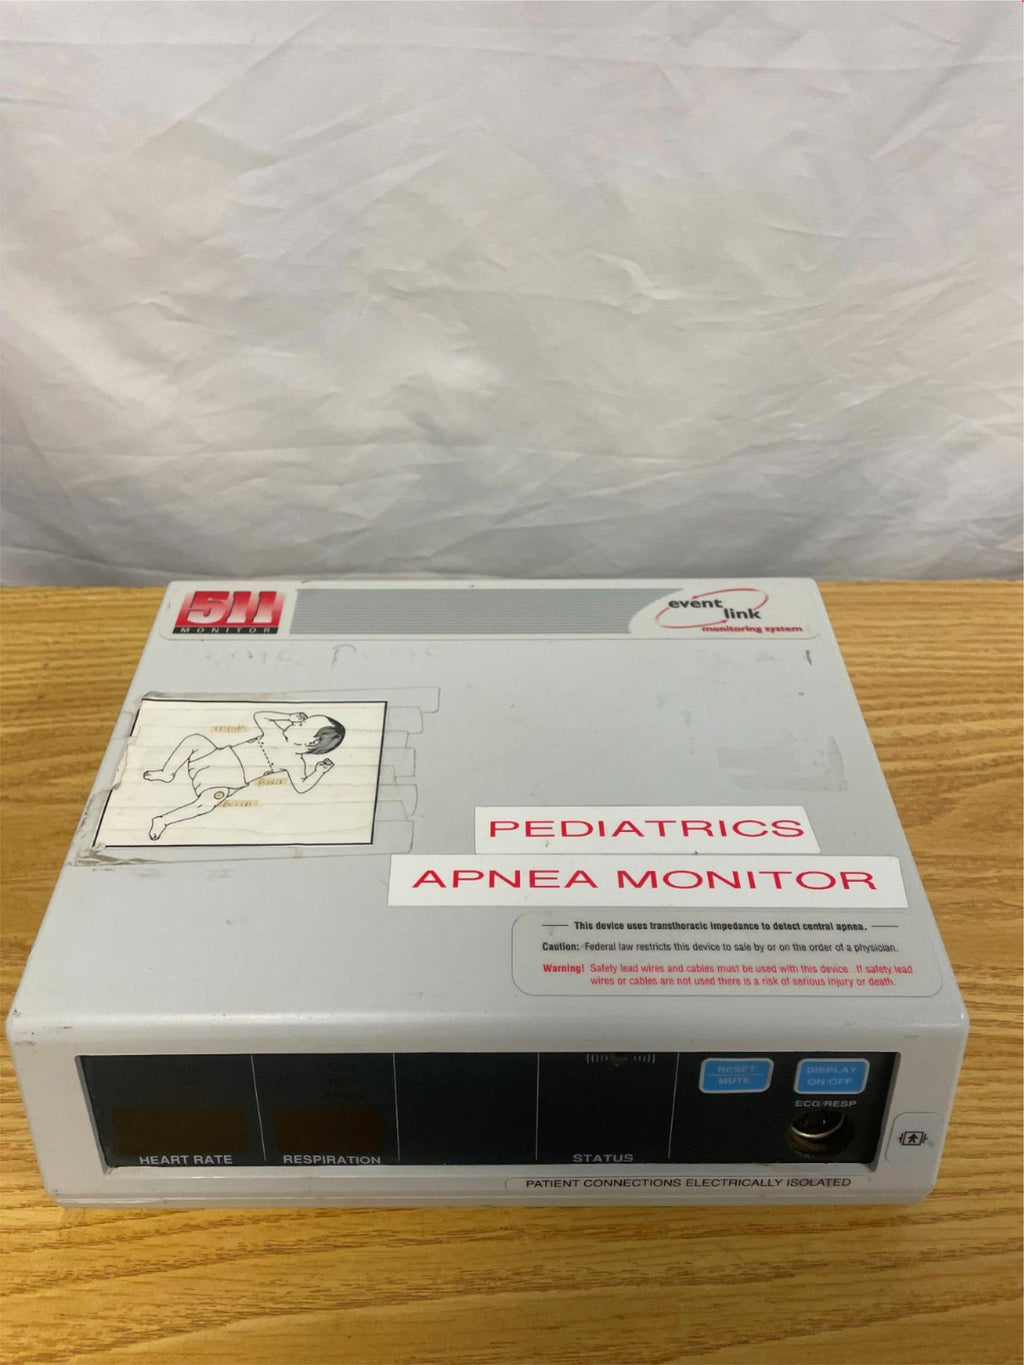 511
MONITOR
event
link
monitoring system
White
Black
Green
PEDIATRICS
APNEA MONITOR
This device uses transthoracic impedance to detect central apnea.
Caution: Federal law restricts this device to sale by or on the order of a physician.
Warning! Safety lead wires and cables must be used with this device. If safety lead
wires or cables are not used there is a risk of serious injury or death.
RESET
MUTE
DISPLAY
ON/OFF
ECG/RESP
HEART RATE
RESPIRATION
STATUS
PATIENT CONNECTIONS ELECTRICALLY ISOLATED